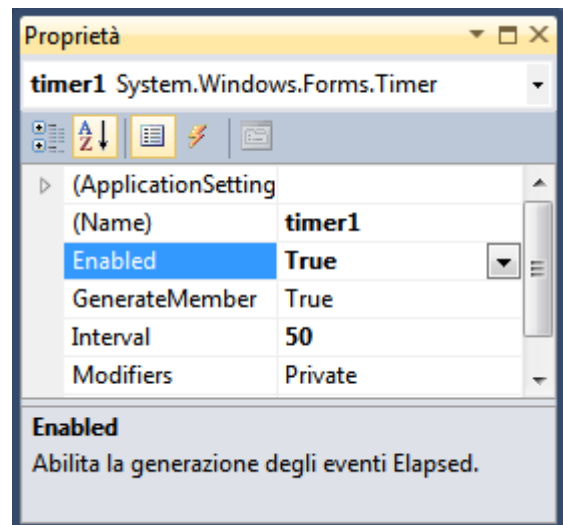 Proprietà
timer1 System.Windows.Forms.Timer
(ApplicationSetting
(Name) timer1
Enabled True
GenerateMember True
Interval 50
Modifiers Private
Enabled
Abilita la generazione degli eventi Elapsed.